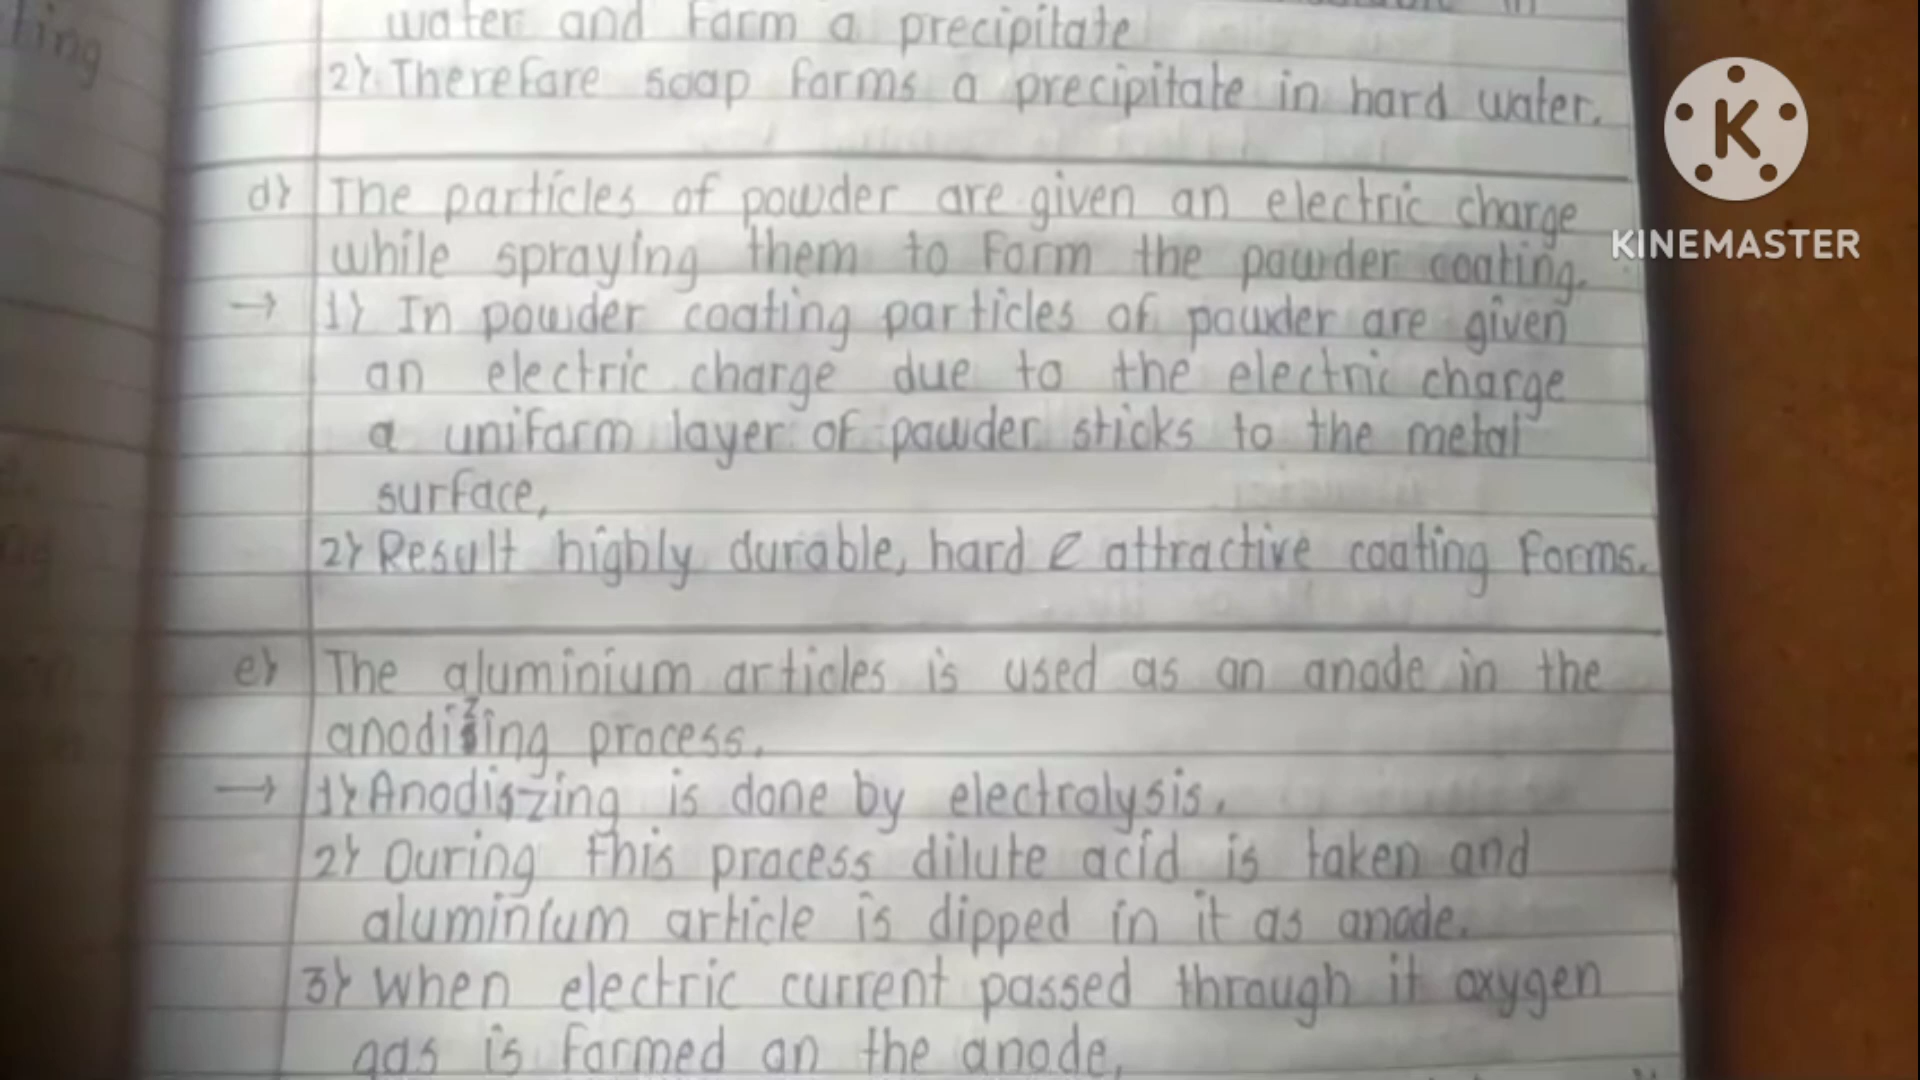 ting
water and form a precipitate
2) Therefore soap forms a precipitate in hard water.
d) The particles of powder are given an electric charge
while spraying them to form the powder coating.
→ 1) In powder coating particles of powder are given
an electric charge due to the electric charge
a uniform layer of powder sticks to the metal
surface,
2) Result highly durable, hard & attractive coating forms.
e) The aluminium articles is used as an anode in the
anodizing process.
→ 1) Anodiszing is done by electrolysis.
2) During this process dilute acid is taken and
aluminium article is dipped in it as anode.
3) When electric current passed through it oxygen
gas is formed on the anode,
KINEMASTER